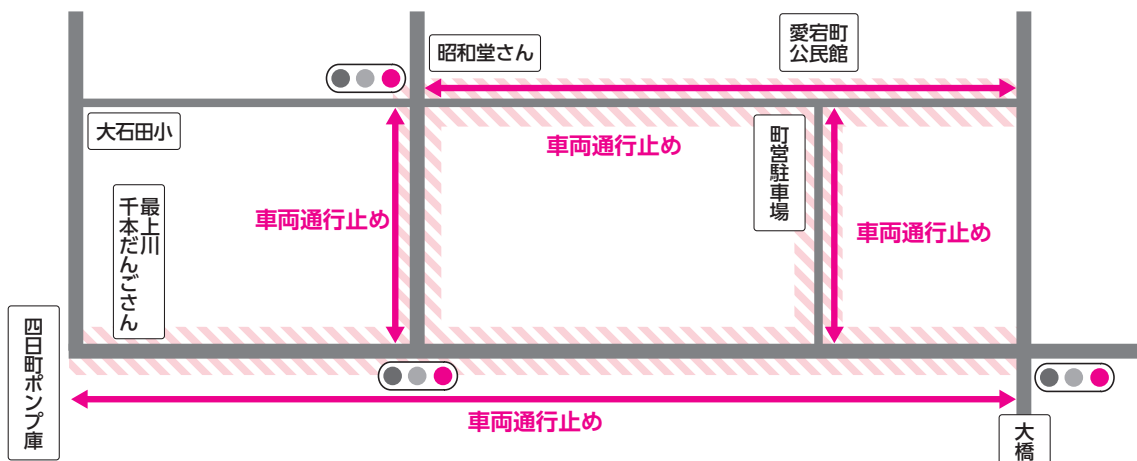 昭和堂さん
愛宕町
公民館
大石田小
車両通行止め
町営駐車場
最上川
千本だんごさん
車両通行止め
車両通行止め
四日町ポンプ庫
車両通行止め
大橋